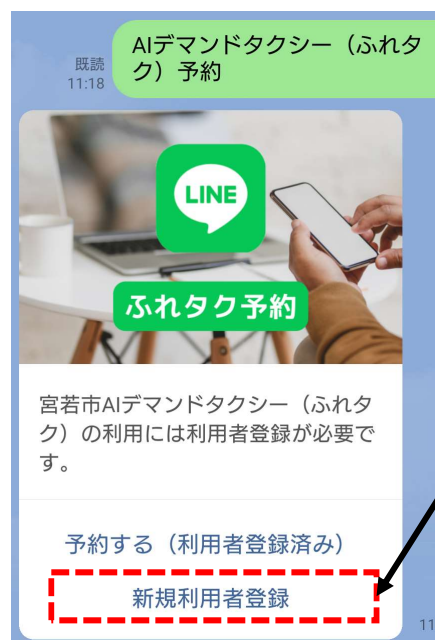 AIデマンドタクシー（ふれタ
ク）予約
既読
11:18
LINE
ふれタク予約
宮若市AIデマンドタクシー（ふれタ
ク）の利用には利用者登録が必要で
す。
予約する（利用者登録済み）
新規利用者登録
11